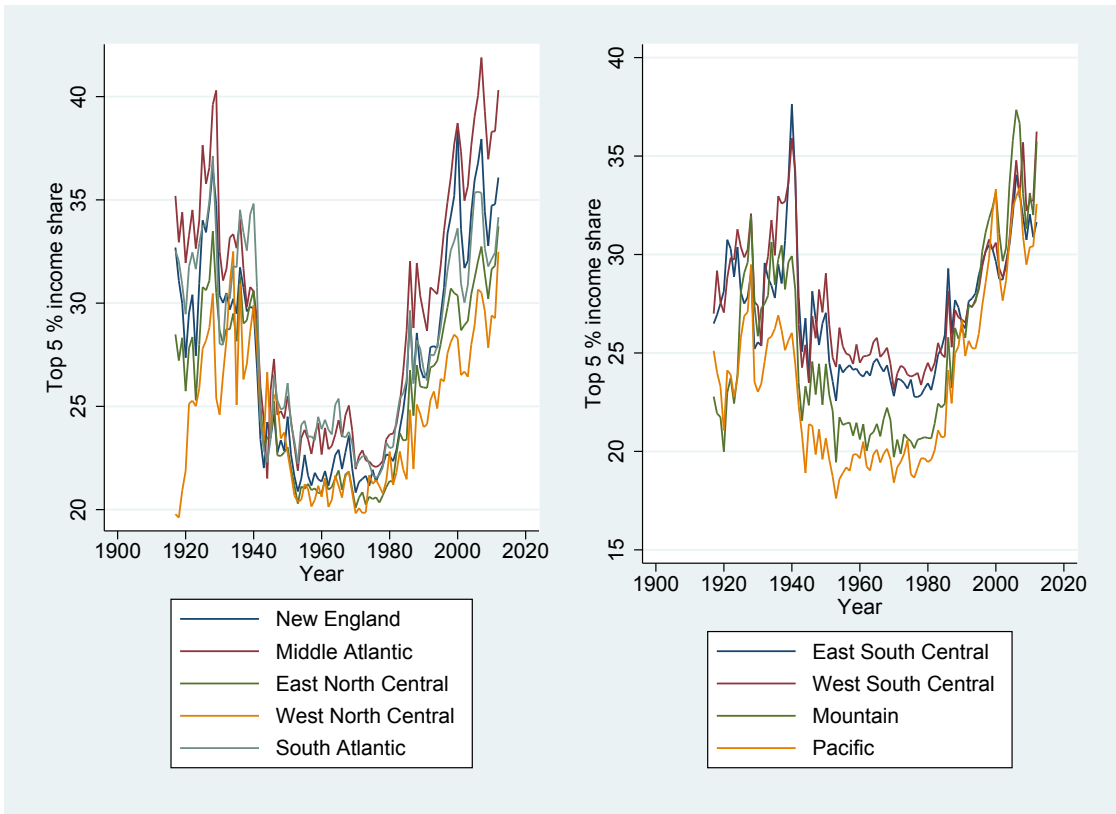 Top 5 % income share
40
35
30
25
20
1900 1920 1940 1960 1980 2000 2020
Year
New England
Middle Atlantic
East North Central
West North Central
South Atlantic
Top 5 % income share
40
35
30
25
20
15
1900 1920 1940 1960 1980 2000 2020
Year
East South Central
West South Central
Mountain
Pacific